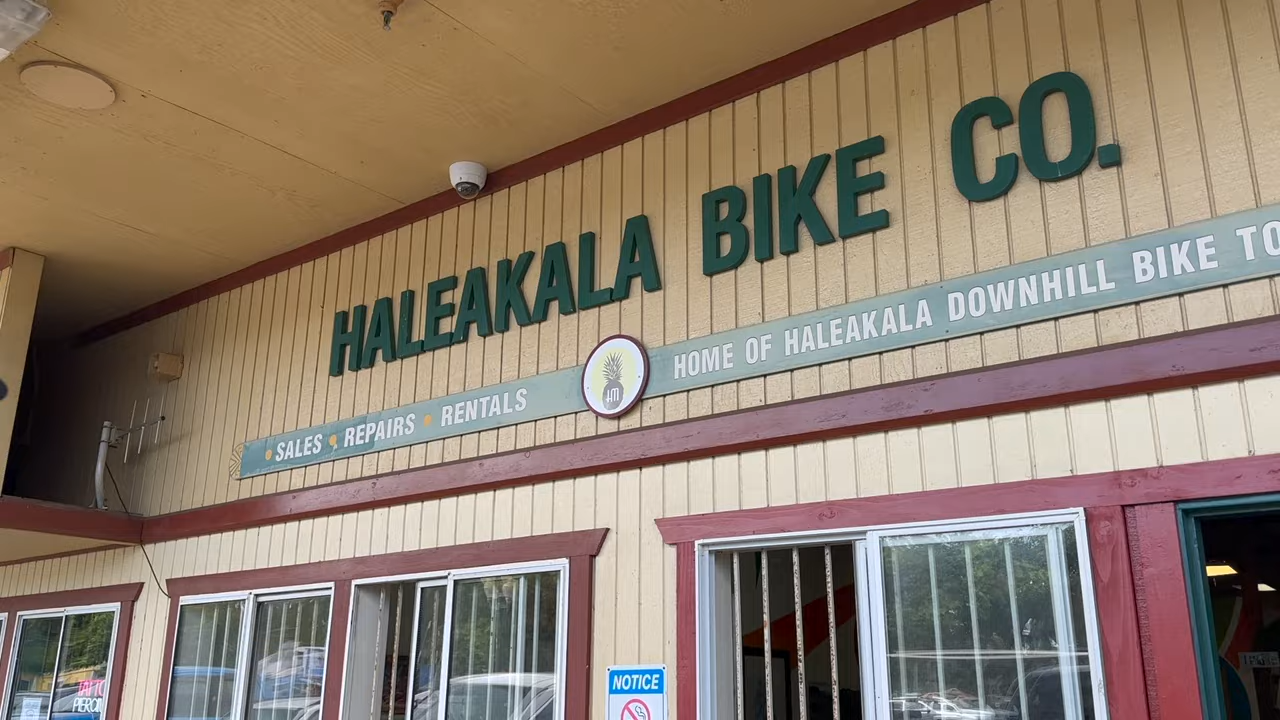 HALEAKALA BIKE CO.
SALES • REPAIRS • RENTALS
HOME OF HALEAKALA DOWNHILL BIKE TO
NOTICE